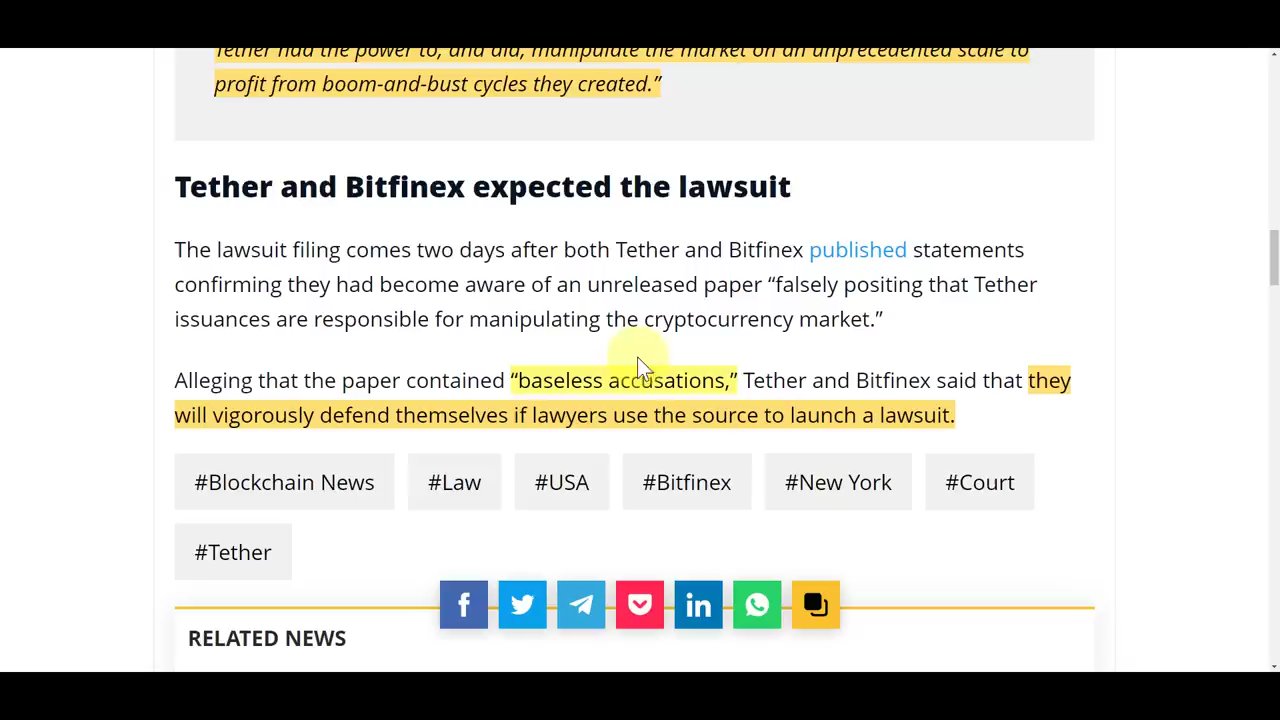 Tether had the power to, and did, manipulate the market on an unprecedented scale to
profit from boom-and-bust cycles they created.”
Tether and Bitfinex expected the lawsuit
The lawsuit filing comes two days after both Tether and Bitfinex published statements
confirming they had become aware of an unreleased paper “falsely positing that Tether
issuances are responsible for manipulating the cryptocurrency market.”
Alleging that the paper contained “baseless accusations,” Tether and Bitfinex said that they
will vigorously defend themselves if lawyers use the source to launch a lawsuit.
#Blockchain News #Law #USA #Bitfinex #New York #Court
#Tether
RELATED NEWS